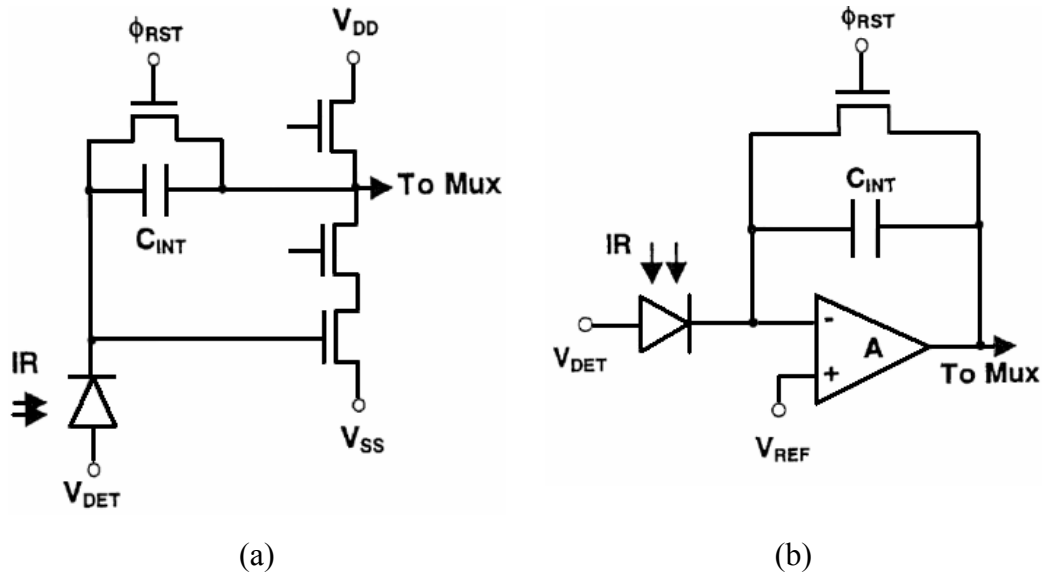 ϕRST
VDD
To Mux
CINT
IR
VSS
VDET
(a)
ϕRST
CINT
IR
-
A
+
VDET
To Mux
VREF
(b)